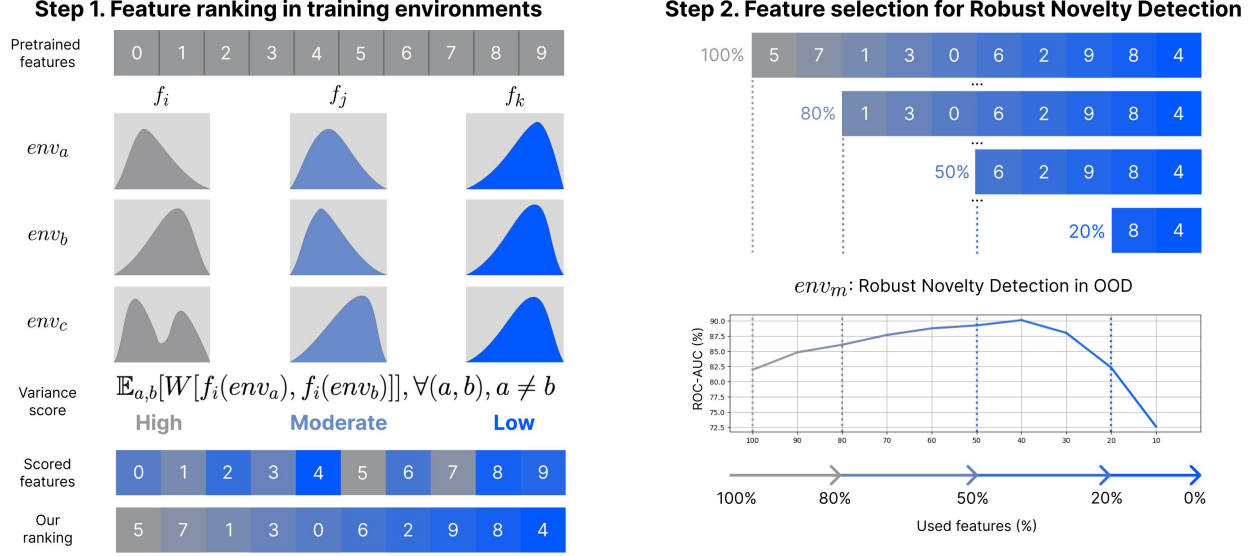 Step 1. Feature ranking in training environments
Pretrained
features
0 1 2 3 4 5 6 7 8 9
f_i f_j f_k
env_a
env_b
env_c
Variance
score
𝔼_{a,b}[W[f_i(env_a), f_i(env_b)]], ∀(a, b), a ≠ b
High Moderate Low
Scored
features
0 1 2 3 4 5 6 7 8 9
Our
ranking
5 7 1 3 0 6 2 9 8 4
Step 2. Feature selection for Robust Novelty Detection
100% 5 7 1 3 0 6 2 9 8 4
...
80% 1 3 0 6 2 9 8 4
...
50% 6 2 9 8 4
...
20% 8 4
env_m: Robust Novelty Detection in OOD
ROC-AUC (%)
90.0
87.5
85.0
82.5
80.0
77.5
75.0
72.5
100 90 80 70 60 50 40 30 20 10
100% 80% 50% 20% 0%
Used features (%)